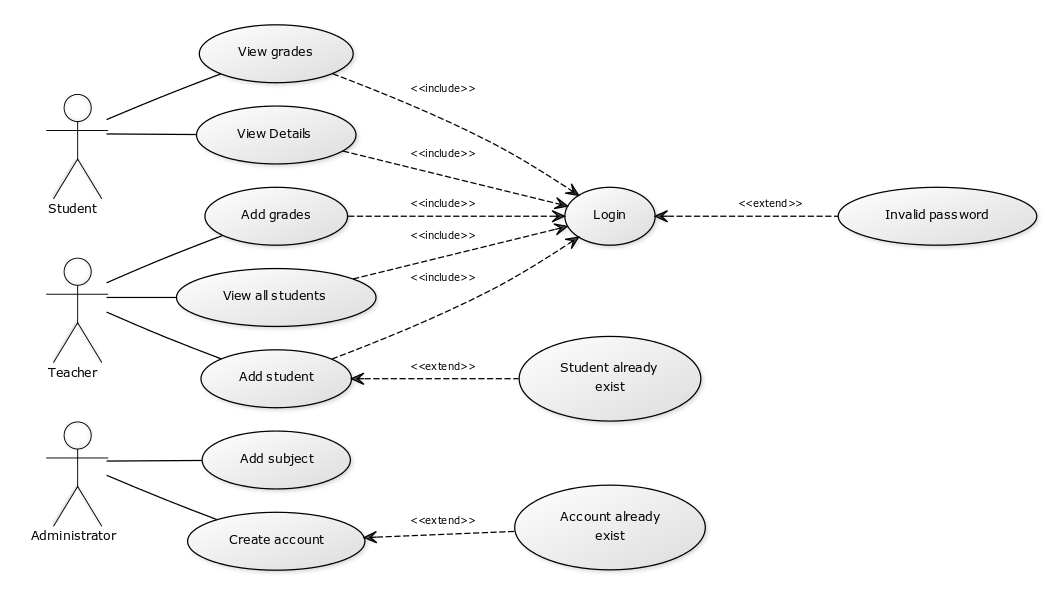 View grades
<<include>>
Student
View Details
<<include>>
Add grades
<<include>>
Login
<<extend>>
Invalid password
<<include>>
Teacher
View all students
<<include>>
Add student
<<extend>>
Student already
exist
Administrator
Add subject
Create account
<<extend>>
Account already
exist